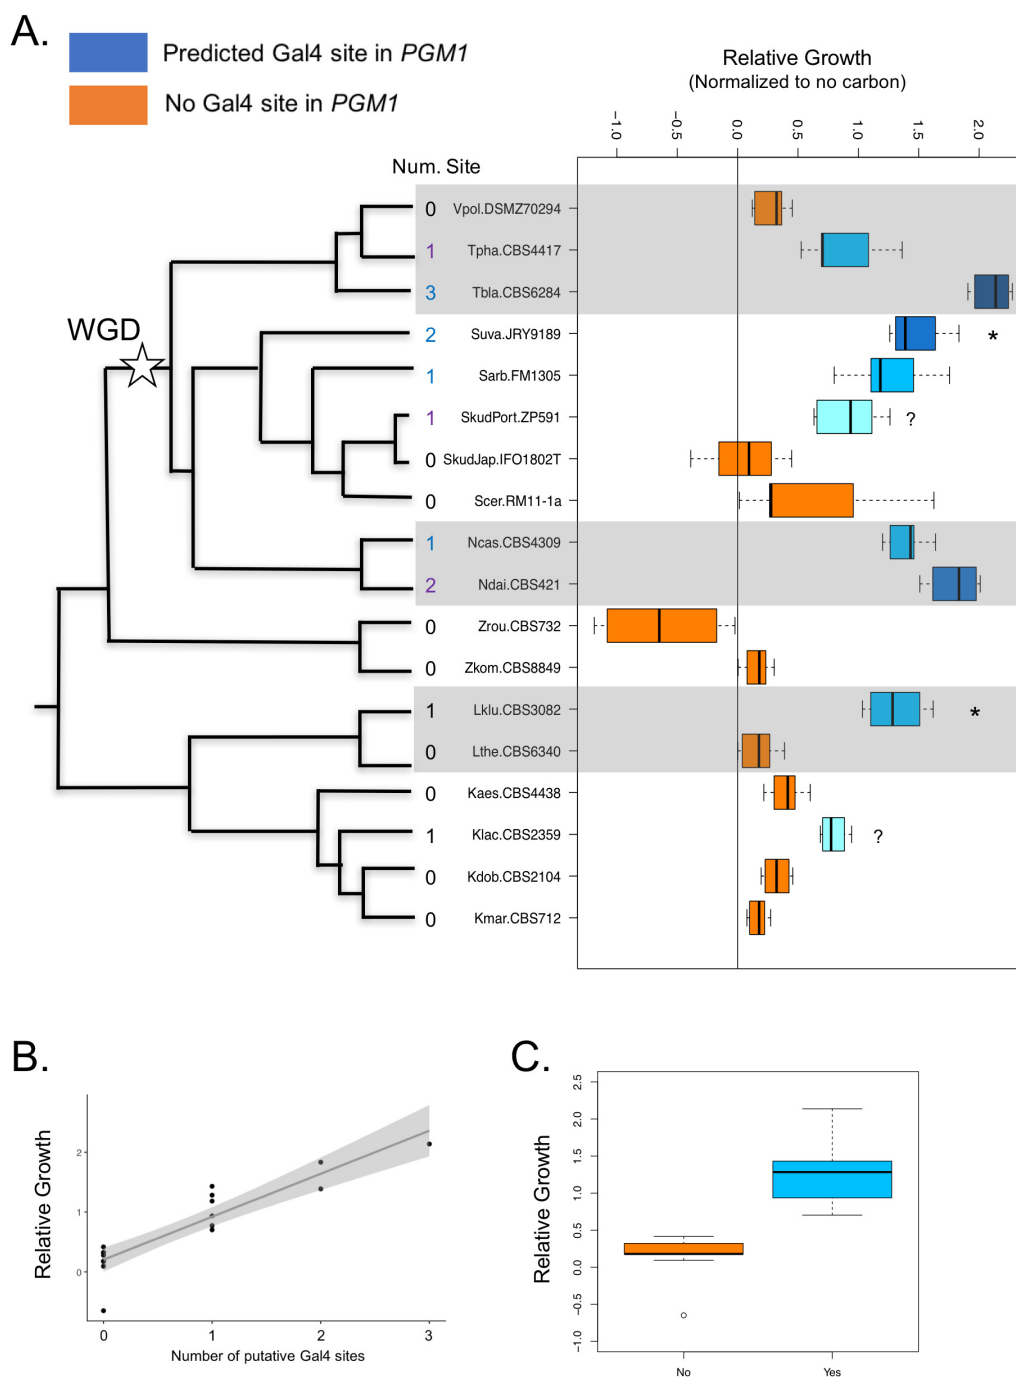 A.
Predicted Gal4 site in PGM1
No Gal4 site in PGM1
Relative Growth
(Normalized to no carbon)
-1.0 -0.5 0.0 0.5 1.0 1.5 2.0
Num. Site
WGD
0 Vpol.DSMZ70294
1 Tpha.CBS4417
3 Tbla.CBS6284
2 Suva.JRY9189 *
1 Sarb.FM1305
1 SkudPort.ZP591 ?
0 SkudJap.IFO1802T
0 Scer.RM11-1a
1 Ncas.CBS4309
2 Ndai.CBS421
0 Zrou.CBS732
0 Zkom.CBS8849
1 Lklu.CBS3082 *
0 Lthe.CBS6340
0 Kaes.CBS4438
1 Klac.CBS2359 ?
0 Kdob.CBS2104
0 Kmar.CBS712
B.
Relative Growth
2
1
0
0 1 2 3
Number of putative Gal4 sites
C.
Relative Growth
2.5
2.0
1.5
1.0
0.5
0.0
-0.5
-1.0
No Yes